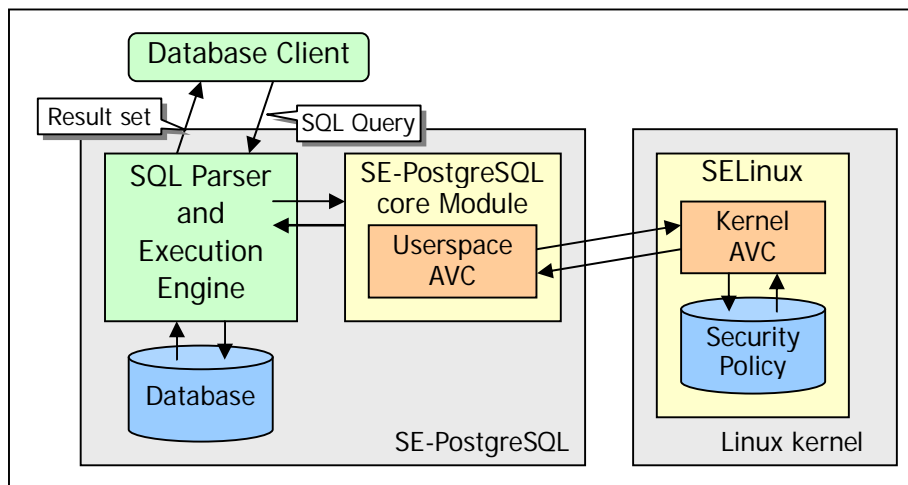 Database Client
Result set
SQL Query
SQL Parser
and
Execution
Engine
SE-PostgreSQL
core Module
Userspace
AVC
SELinux
Kernel
AVC
Security
Policy
Database
SE-PostgreSQL
Linux kernel